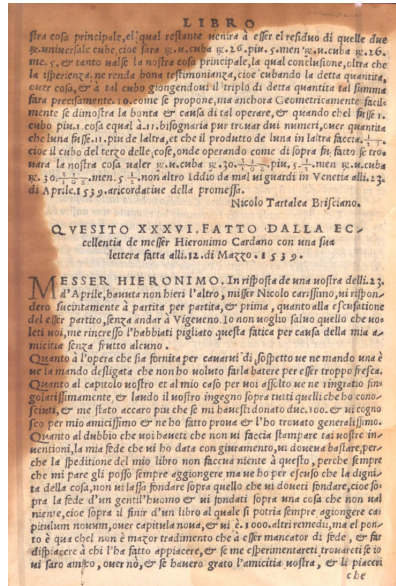 LIBRO
stra cosa principale, el qual restante uenira à esser el residuo di quelle due
℞. uniuersale cube, cioe sara ℞. u. cuba ℞. 26. piu. 5. men ℞. u. cuba ℞. 26.
me. 5. & tanto ualse la nostra cosa principale, la qual conclusione, oltra che
la isperienza ne renda bona testimonianza, cioe cubando la detta quantita,
ouer cosa, & à tal cubo giongendoui il triplo di detta quantita tal summa
fara precisamente. 10. come se propone, ma anchora Geometricamente facil-
mente se dimostra la bonta & causa di tal operare, & quando chel fusse 1.
cubo piu. 1. cosa equal à. 11. bisognaria pur trouar dui numeri, ouer quantita
che luna fusse. 11. piu de laltra, et che il produtto de luna in laltra faccia.
cioe il cubo del terzo delle, cose, onde operando come di sopra fu fatto se tro-
uara la nostra cosa ualer ℞. u. cuba ℞. 30. piu. 5. men ℞. u. cuba
℞. 30. men. 5. non altro Iddio da mal ui guardi in Venetia alli. 23.
di Aprile. 1539. aricordatiue della promessa.
Nicolo Tartalea Brisciano.
QVESITO XXXVI. FATTO DALLA EC-
cellentia de messer Hieronimo Cardano con una sua
lettera fatta alli. 12. di Mazzo. 1539.
MESSER HIERONIMO. In risposta de una uostra delli. 23.
d'Aprile, hauuta non hieri l'altro, misser Nicolo carissimo, ui rispon-
dero sucintamente à partita per partita, & prima, quanto alla escusatione
del esser partito, senza andar à Vigeueno. Io non uoglio saluo quello che uo-
leti uoi, me rincresso l'habbiati pigliato questa fatica per causa della mia a-
micitia senza frutto alcuno.
Quanto à l'opera che sia fornita per cauarui di sospetto ue ne mando una è
ue la mando desligata che non ho uoluto farla batere per esser troppo fresca.
Quanto al capitolo uostro et al mio caso per uoi assolto ue ne ringratio sin-
golarissimamente, & laudo il uostro ingegno sopra tutti quelli che ho cono-
sciuti, & me stato accaro piu che se mi hauesti donato duc. 100. & ui cogno
sco per mio amicissimo & ne ho fatto proua & l'ho trouato generalissimo.
Quanto al dubbio che uoi haueti che non ui faccia stampare tai uostre in-
uentioni, la mia fede che ui ho data con giuramento, ui doueua bastare, per-
che la speditione del mio libro non faceua niente à questo, perche sempre
che mi pare gli posso sempre aggiongere ma ue ho per escuso che la digni-
ta della cosa, non ui lassa fondare sopra quello che ui doueti fondare, cioe so-
pra la fede d'un gentil'huomo & ui fondati sopra una cosa che non ual
niente, cioe sopra il finir d'un libro al quale si potria sempre agiongere ca-
pitulum nouum, ouer capitula noua, & ui è. 1000. altri remedii, ma el pon-
to è qua chel non è mazor tradimento che à esser mancator di fede, & far
dispiacere à chi l'ha fatto appiacere, & se me esperimentareti, trouareti se io
ui saro amico, ouer nò, & se hauero grato l'amicitia uostra, & li piaceri
che